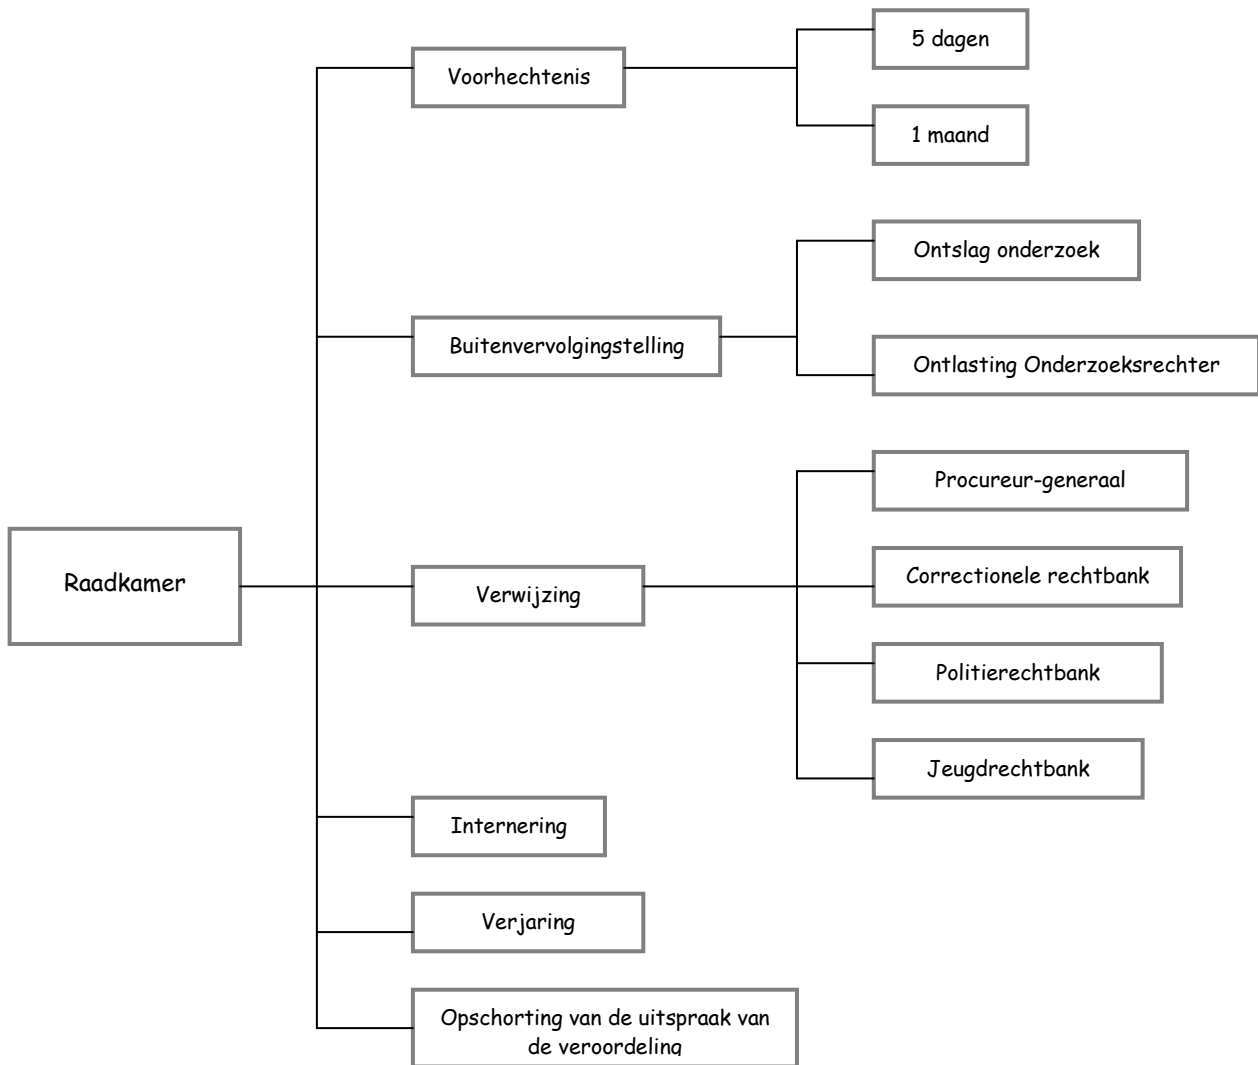 Raadkamer
Voorhechtenis
5 dagen
1 maand
Buitenvervolgingstelling
Ontslag onderzoek
Ontlasting Onderzoeksrechter
Verwijzing
Procureur-generaal
Correctionele rechtbank
Politierechtbank
Jeugdrechtbank
Internering
Verjaring
Opschorting van de uitspraak van
de veroordeling